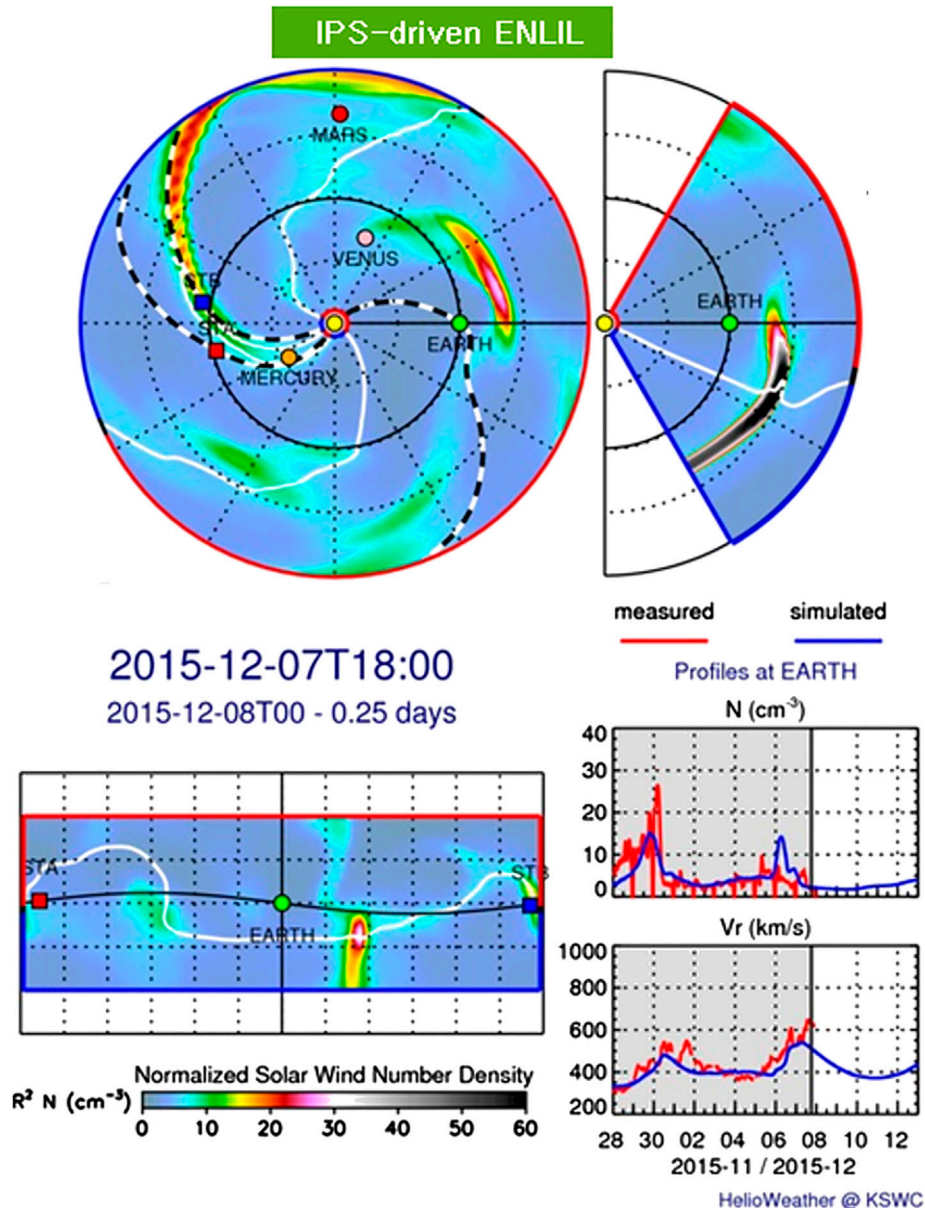 IPS-driven ENLIL
MARS
VENUS
STB
STA
EARTH
MERCURY
EARTH
measured simulated
2015-12-07T18:00
2015-12-08T00 - 0.25 days
Profiles at EARTH
N (cm-3)
40
30
20
10
0
STA
STB
EARTH
Vr (km/s)
1000
800
600
400
200
28 30 02 04 06 08 10 12
2015-11 / 2015-12
Normalized Solar Wind Number Density
R2 N (cm-3)
0 10 20 30 40 50 60
HelioWeather @ KSWC